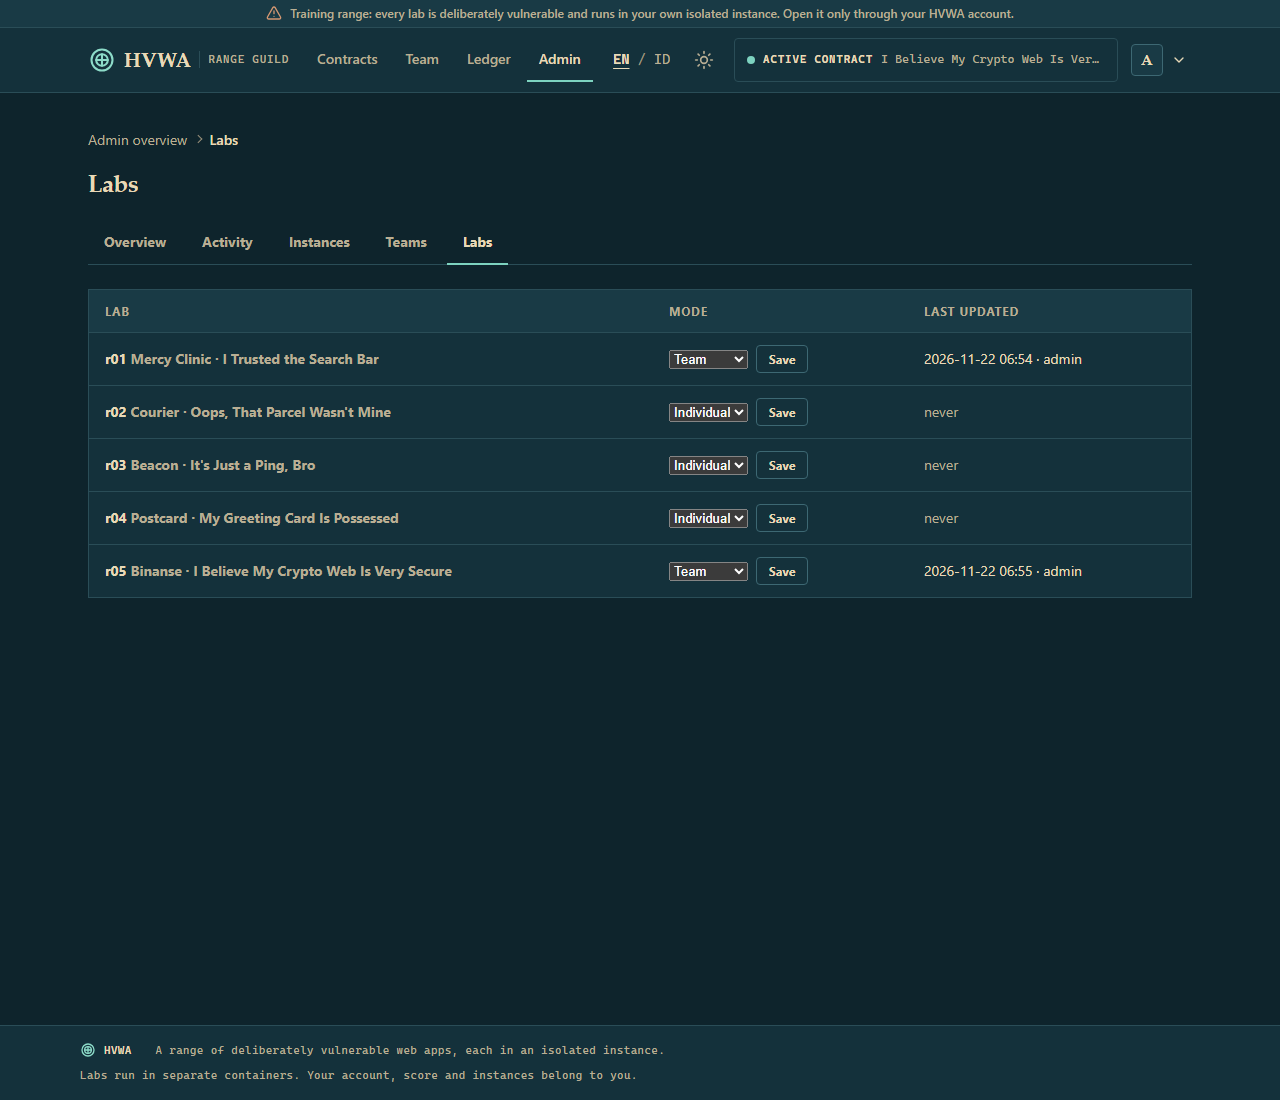 Training range: every lab is deliberately vulnerable and runs in your own isolated instance. Open it only through your HVWA account.
HVWA RANGE GUILD Contracts Team Ledger Admin EN / ID ACTIVE CONTRACT I Believe My Crypto Web Is Ver… A
Admin overview Labs
Labs
Overview Activity Instances Teams Labs
LAB MODE LAST UPDATED
r01 Mercy Clinic · I Trusted the Search Bar Team Save 2026-11-22 06:54 · admin
r02 Courier · Oops, That Parcel Wasn't Mine Individual Save never
r03 Beacon · It's Just a Ping, Bro Individual Save never
r04 Postcard · My Greeting Card Is Possessed Individual Save never
r05 Binanse · I Believe My Crypto Web Is Very Secure Team Save 2026-11-22 06:55 · admin
HVWA A range of deliberately vulnerable web apps, each in an isolated instance.
Labs run in separate containers. Your account, score and instances belong to you.